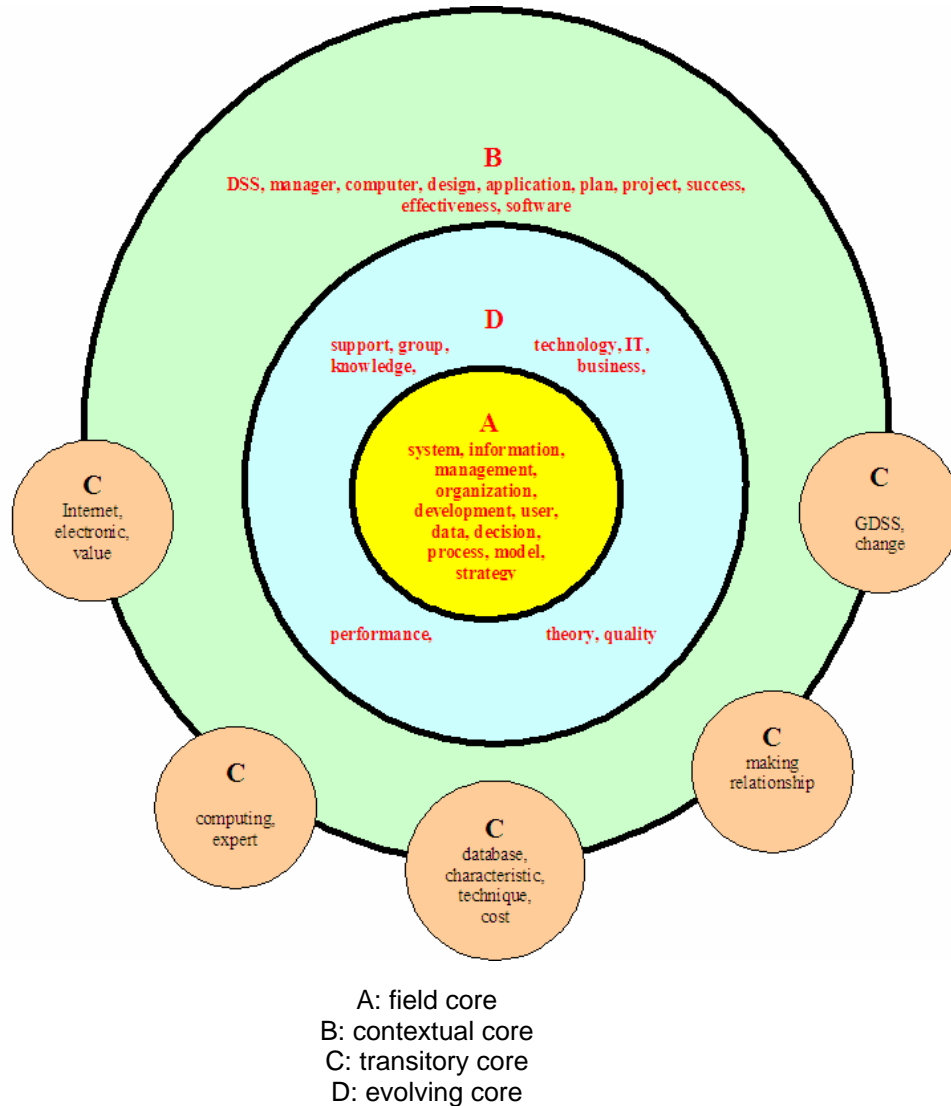 B
DSS, manager, computer, design, application, plan, project, success,
effectiveness, software
D
support, group,
knowledge,
technology, IT,
business,
A
system, information,
management,
organization,
development, user,
data, decision,
process, model,
strategy
performance,
theory, quality
C
Internet,
electronic,
value
C
GDSS,
change
C
computing,
expert
C
database,
characteristic,
technique,
cost
C
making
relationship
A: field core
B: contextual core
C: transitory core
D: evolving core